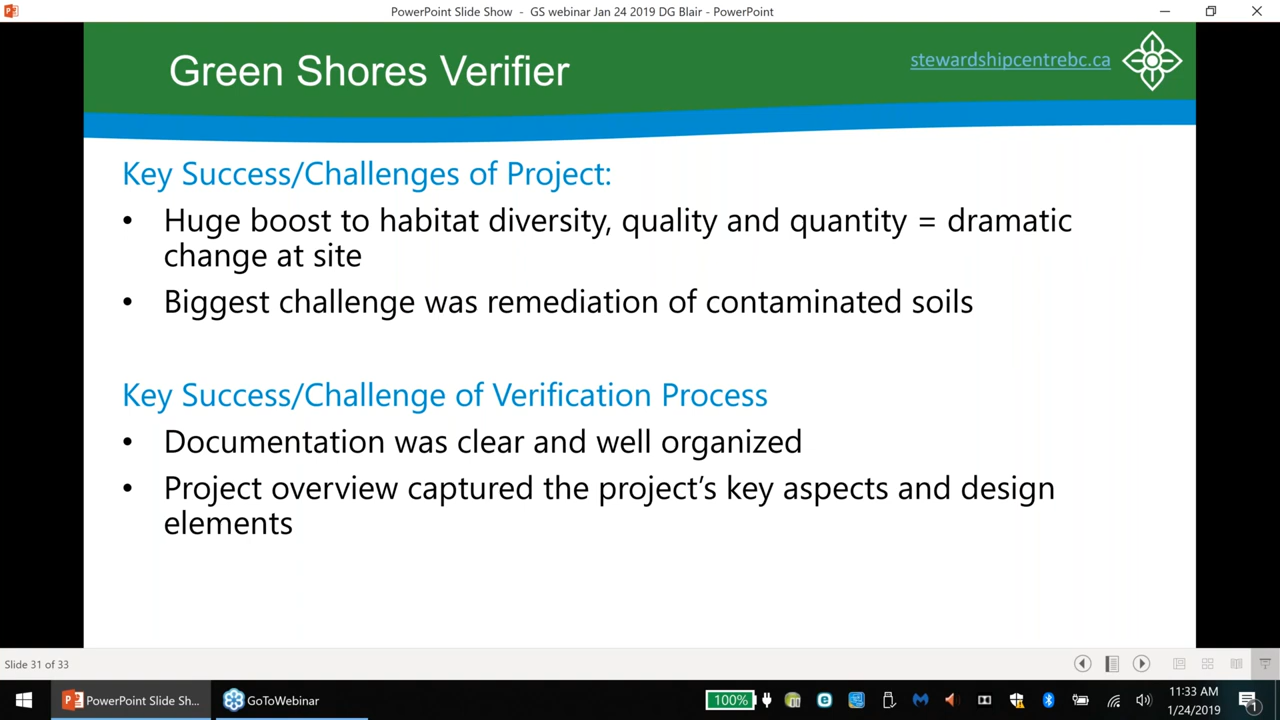 PowerPoint Slide Show - GS webinar Jan 24 2019 DG Blair - PowerPoint
Green Shores Verifier
stewardshipcentrebc.ca
Key Success/Challenges of Project:
• Huge boost to habitat diversity, quality and quantity = dramatic
change at site
• Biggest challenge was remediation of contaminated soils
Key Success/Challenge of Verification Process
• Documentation was clear and well organized
• Project overview captured the project's key aspects and design
elements
Slide 31 of 33
PowerPoint Slide Sh...
GoToWebinar
100%
11:33 AM
1/24/2019
1